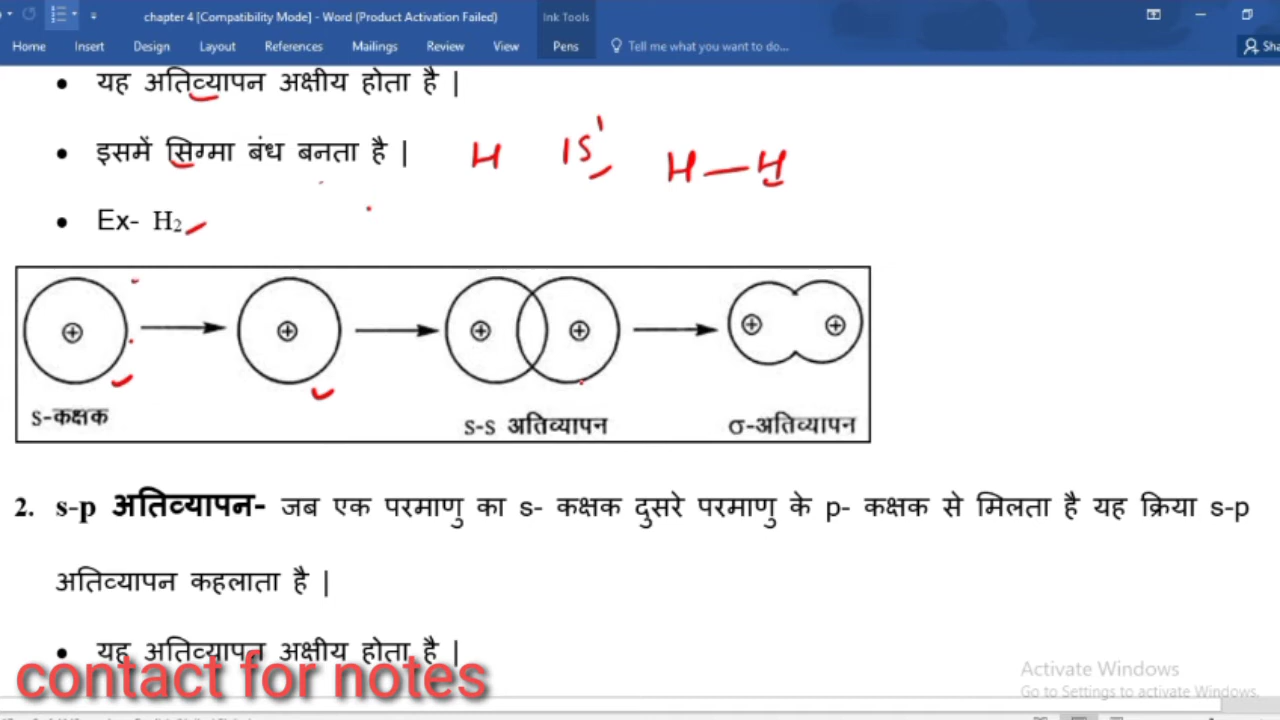 chapter 4 [Compatibility Mode] - Word (Product Activation Failed) Ink Tools
Home Insert Design Layout References Mailings Review View Pens Tell me what you want to do... Sha
• यह अतिव्यापन अक्षीय होता है |
• इसमें सिग्मा बंध बनता है | H 1S¹ H—H
• Ex- H₂
s-कक्षक s-s अतिव्यापन σ-अतिव्यापन
2. s-p अतिव्यापन- जब एक परमाणु का s- कक्षक दुसरे परमाणु के p- कक्षक से मिलता है यह क्रिया s-p
अतिव्यापन कहलाता है |
• यह अतिव्यापन अक्षीय होता है |
contact for notes
Activate Windows
Go to Settings to activate Windows.